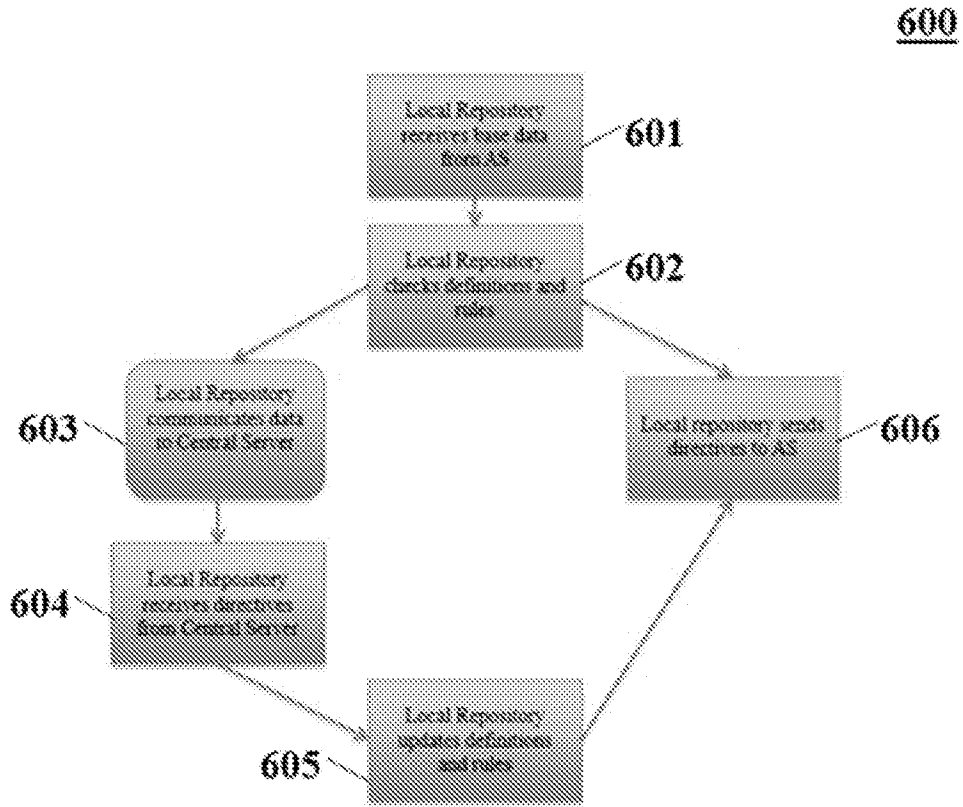 600
Local Repository
receives base data
from AS
601
Local Repository
checks definitions and
rules
602
Local Repository
communicates data
to Central Server
603
Local repository sends
directives to AS
606
Local Repository
receives directives
from Central Server
604
Local Repository
updates definitions
and rules
605